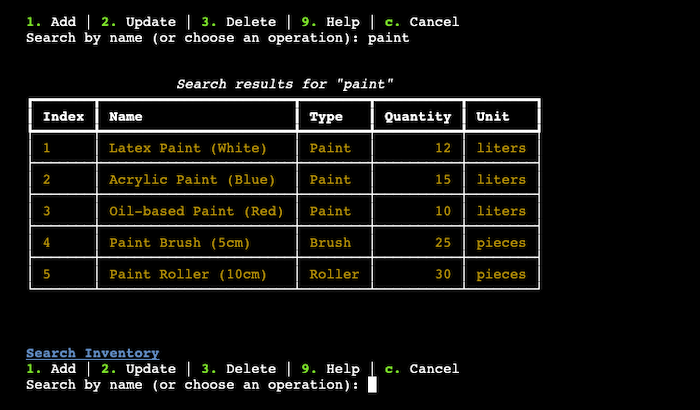 1. Add | 2. Update | 3. Delete | 9. Help | c. Cancel
Search by name (or choose an operation): paint
Search results for "paint"
Index Name Type Quantity Unit
1 Latex Paint (White) Paint 12 liters
2 Acrylic Paint (Blue) Paint 15 liters
3 Oil-based Paint (Red) Paint 10 liters
4 Paint Brush (5cm) Brush 25 pieces
5 Paint Roller (10cm) Roller 30 pieces
Search Inventory
1. Add | 2. Update | 3. Delete | 9. Help | c. Cancel
Search by name (or choose an operation):